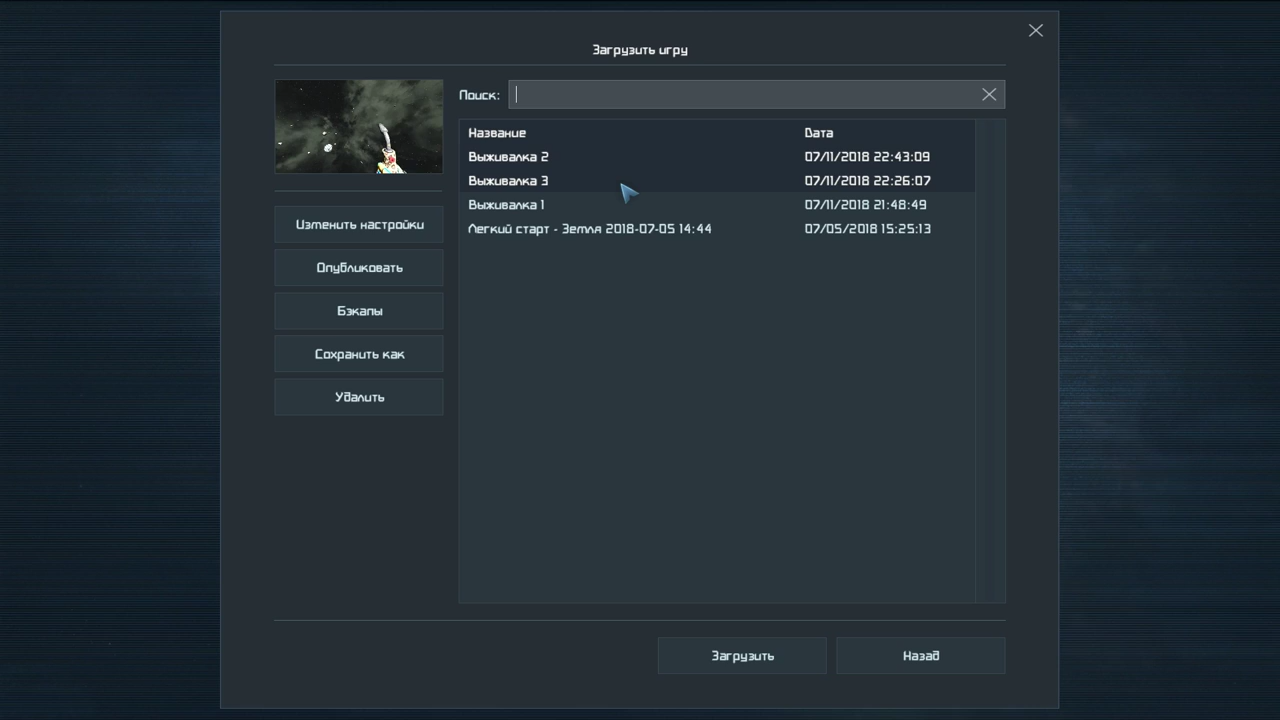 Загрузить игру
Поиск:
Название Дата
Выживалка 2 07/11/2018 22:43:09
Выживалка 3 07/11/2018 22:26:07
Выживалка 1 07/11/2018 21:48:49
Легкий старт - Земля 2018-07-05 14:44 07/05/2018 15:25:13
Изменить настройки
Опубликовать
Бэкапы
Сохранить как
Удалить
Загрузить Назад